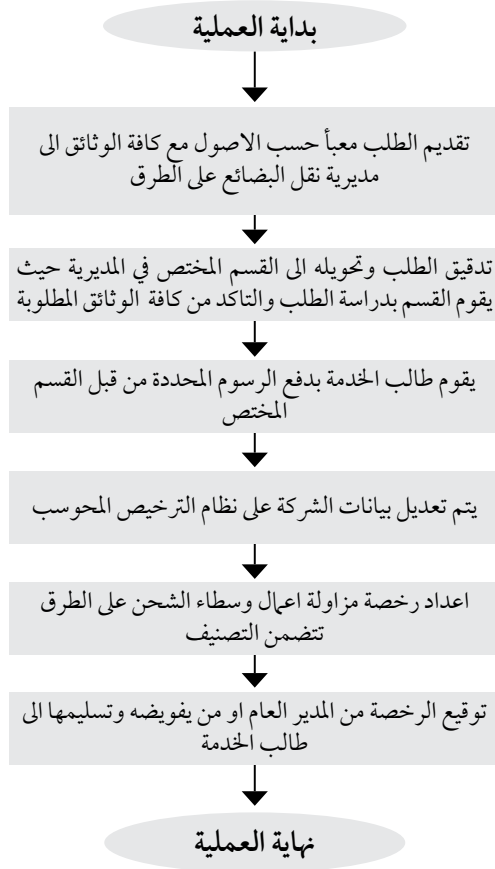 بداية العملية
تقديم الطلب معبأ حسب الاصول مع كافة الوثائق الى
مديرية نقل البضائع على الطرق
تدقيق الطلب وتحويله الى القسم المختص في المديرية حيث
يقوم القسم بدراسة الطلب والتاكد من كافة الوثائق المطلوبة
يقوم طالب الخدمة بدفع الرسوم المحددة من قبل القسم
المختص
يتم تعديل بيانات الشركة على نظام الترخيص المحوسب
اعداد رخصة مزاولة اعمال وسطاء الشحن على الطرق
تتضمن التصنيف
توقيع الرخصة من المدير العام او من يفويضه وتسليمها الى
طالب الخدمة
نهاية العملية